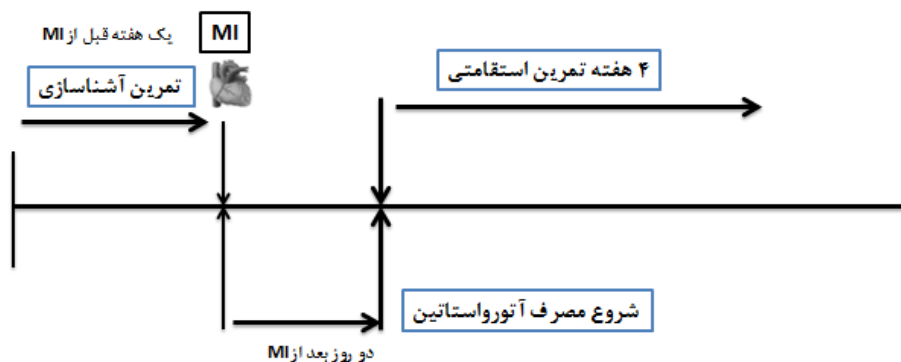 یک هفته قبل از MI
MI
تمرین آشناسازی
۴ هفته تمرین استقامتی
شروع مصرف آتورواستاتین
دو روز بعد از MI